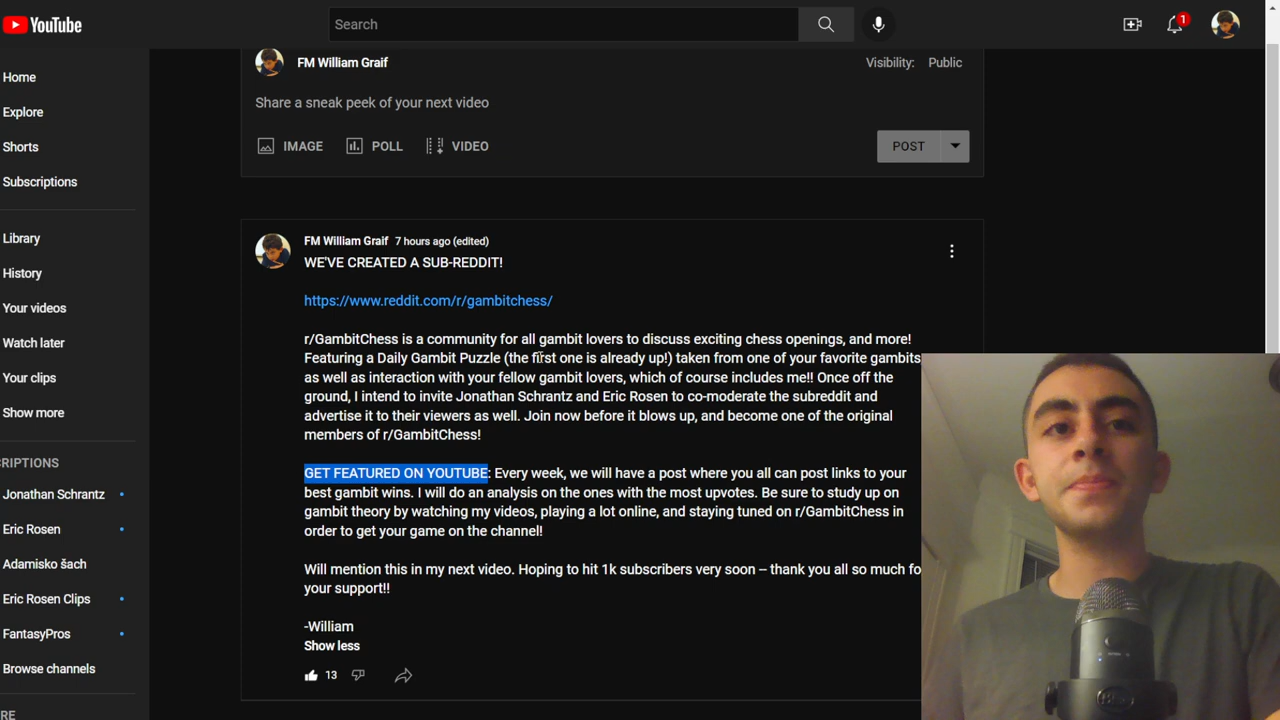 YouTube
Search
1
Home
Explore
Shorts
Subscriptions
Library
History
Your videos
Watch later
Your clips
Show more
RIPTIONS
Jonathan Schrantz
Eric Rosen
Adamisko šach
Eric Rosen Clips
FantasyPros
Browse channels
RE
FM William Graif
Visibility: Public
Share a sneak peek of your next video
IMAGE POLL VIDEO
POST
FM William Graif 7 hours ago (edited)
WE'VE CREATED A SUB-REDDIT!
https://www.reddit.com/r/gambitchess/
r/GambitChess is a community for all gambit lovers to discuss exciting chess openings, and more!
Featuring a Daily Gambit Puzzle (the first one is already up!) taken from one of your favorite gambits
as well as interaction with your fellow gambit lovers, which of course includes me!! Once off the
ground, I intend to invite Jonathan Schrantz and Eric Rosen to co-moderate the subreddit and
advertise it to their viewers as well. Join now before it blows up, and become one of the original
members of r/GambitChess!
GET FEATURED ON YOUTUBE: Every week, we will have a post where you all can post links to your
best gambit wins. I will do an analysis on the ones with the most upvotes. Be sure to study up on
gambit theory by watching my videos, playing a lot online, and staying tuned on r/GambitChess in
order to get your game on the channel!
Will mention this in my next video. Hoping to hit 1k subscribers very soon -- thank you all so much fo
your support!!
-William
Show less
13